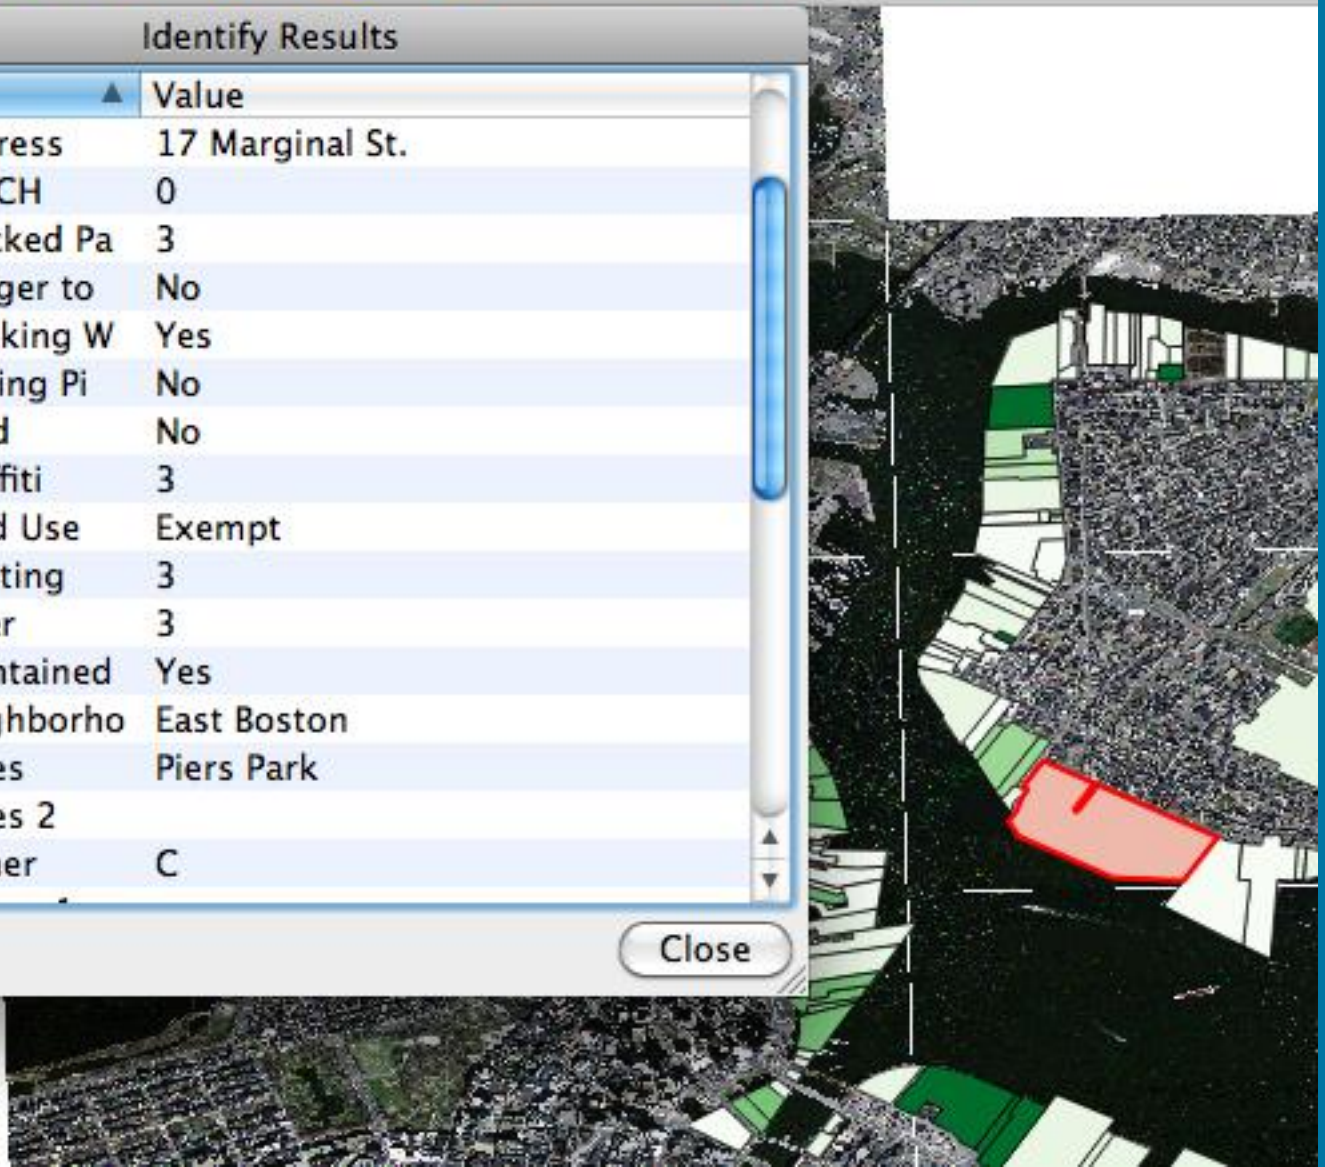 Identify Results
Value
ress 17 Marginal St.
CH 0
ked Pa 3
ger to No
king W Yes
ing Pi No
d No
fiti 3
d Use Exempt
ting 3
r 3
ntained Yes
ghborho East Boston
es Piers Park
es 2
er C
Close